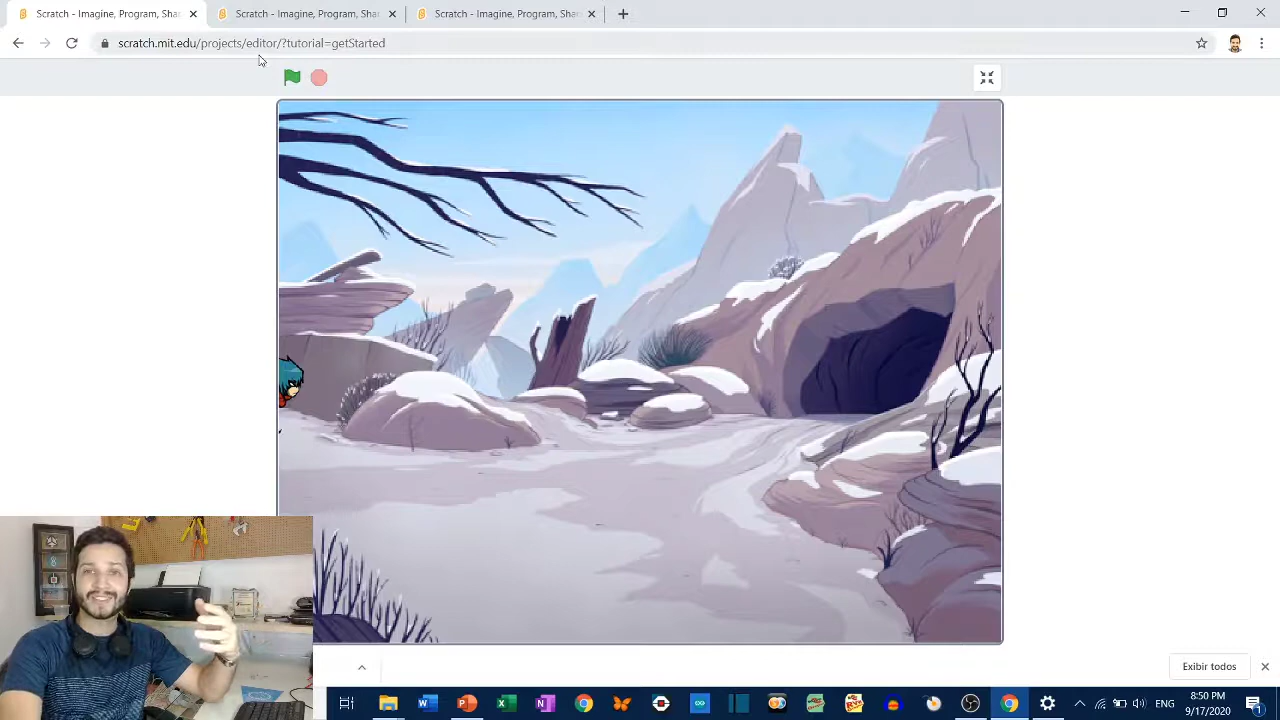 Scratch - Imagine, Program, Sha
Scratch - Imagine, Program, Sha
Scratch - Imagine, Program, Sha
scratch.mit.edu/projects/editor/?tutorial=getStarted
Exibir todos
8:50 PM
9/17/2020